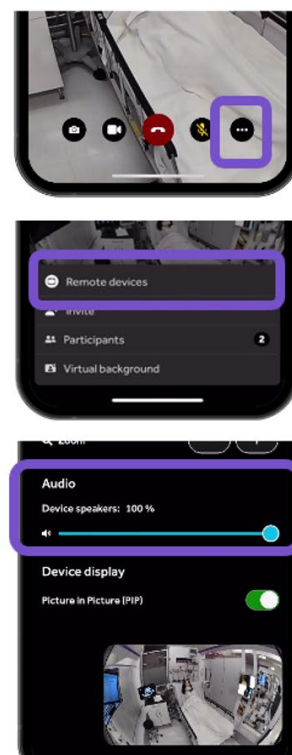 Remote devices
Invite
Participants
2
Virtual background
Zoom
Audio
Device speakers: 100 %
Device display
Picture in Picture (PIP)